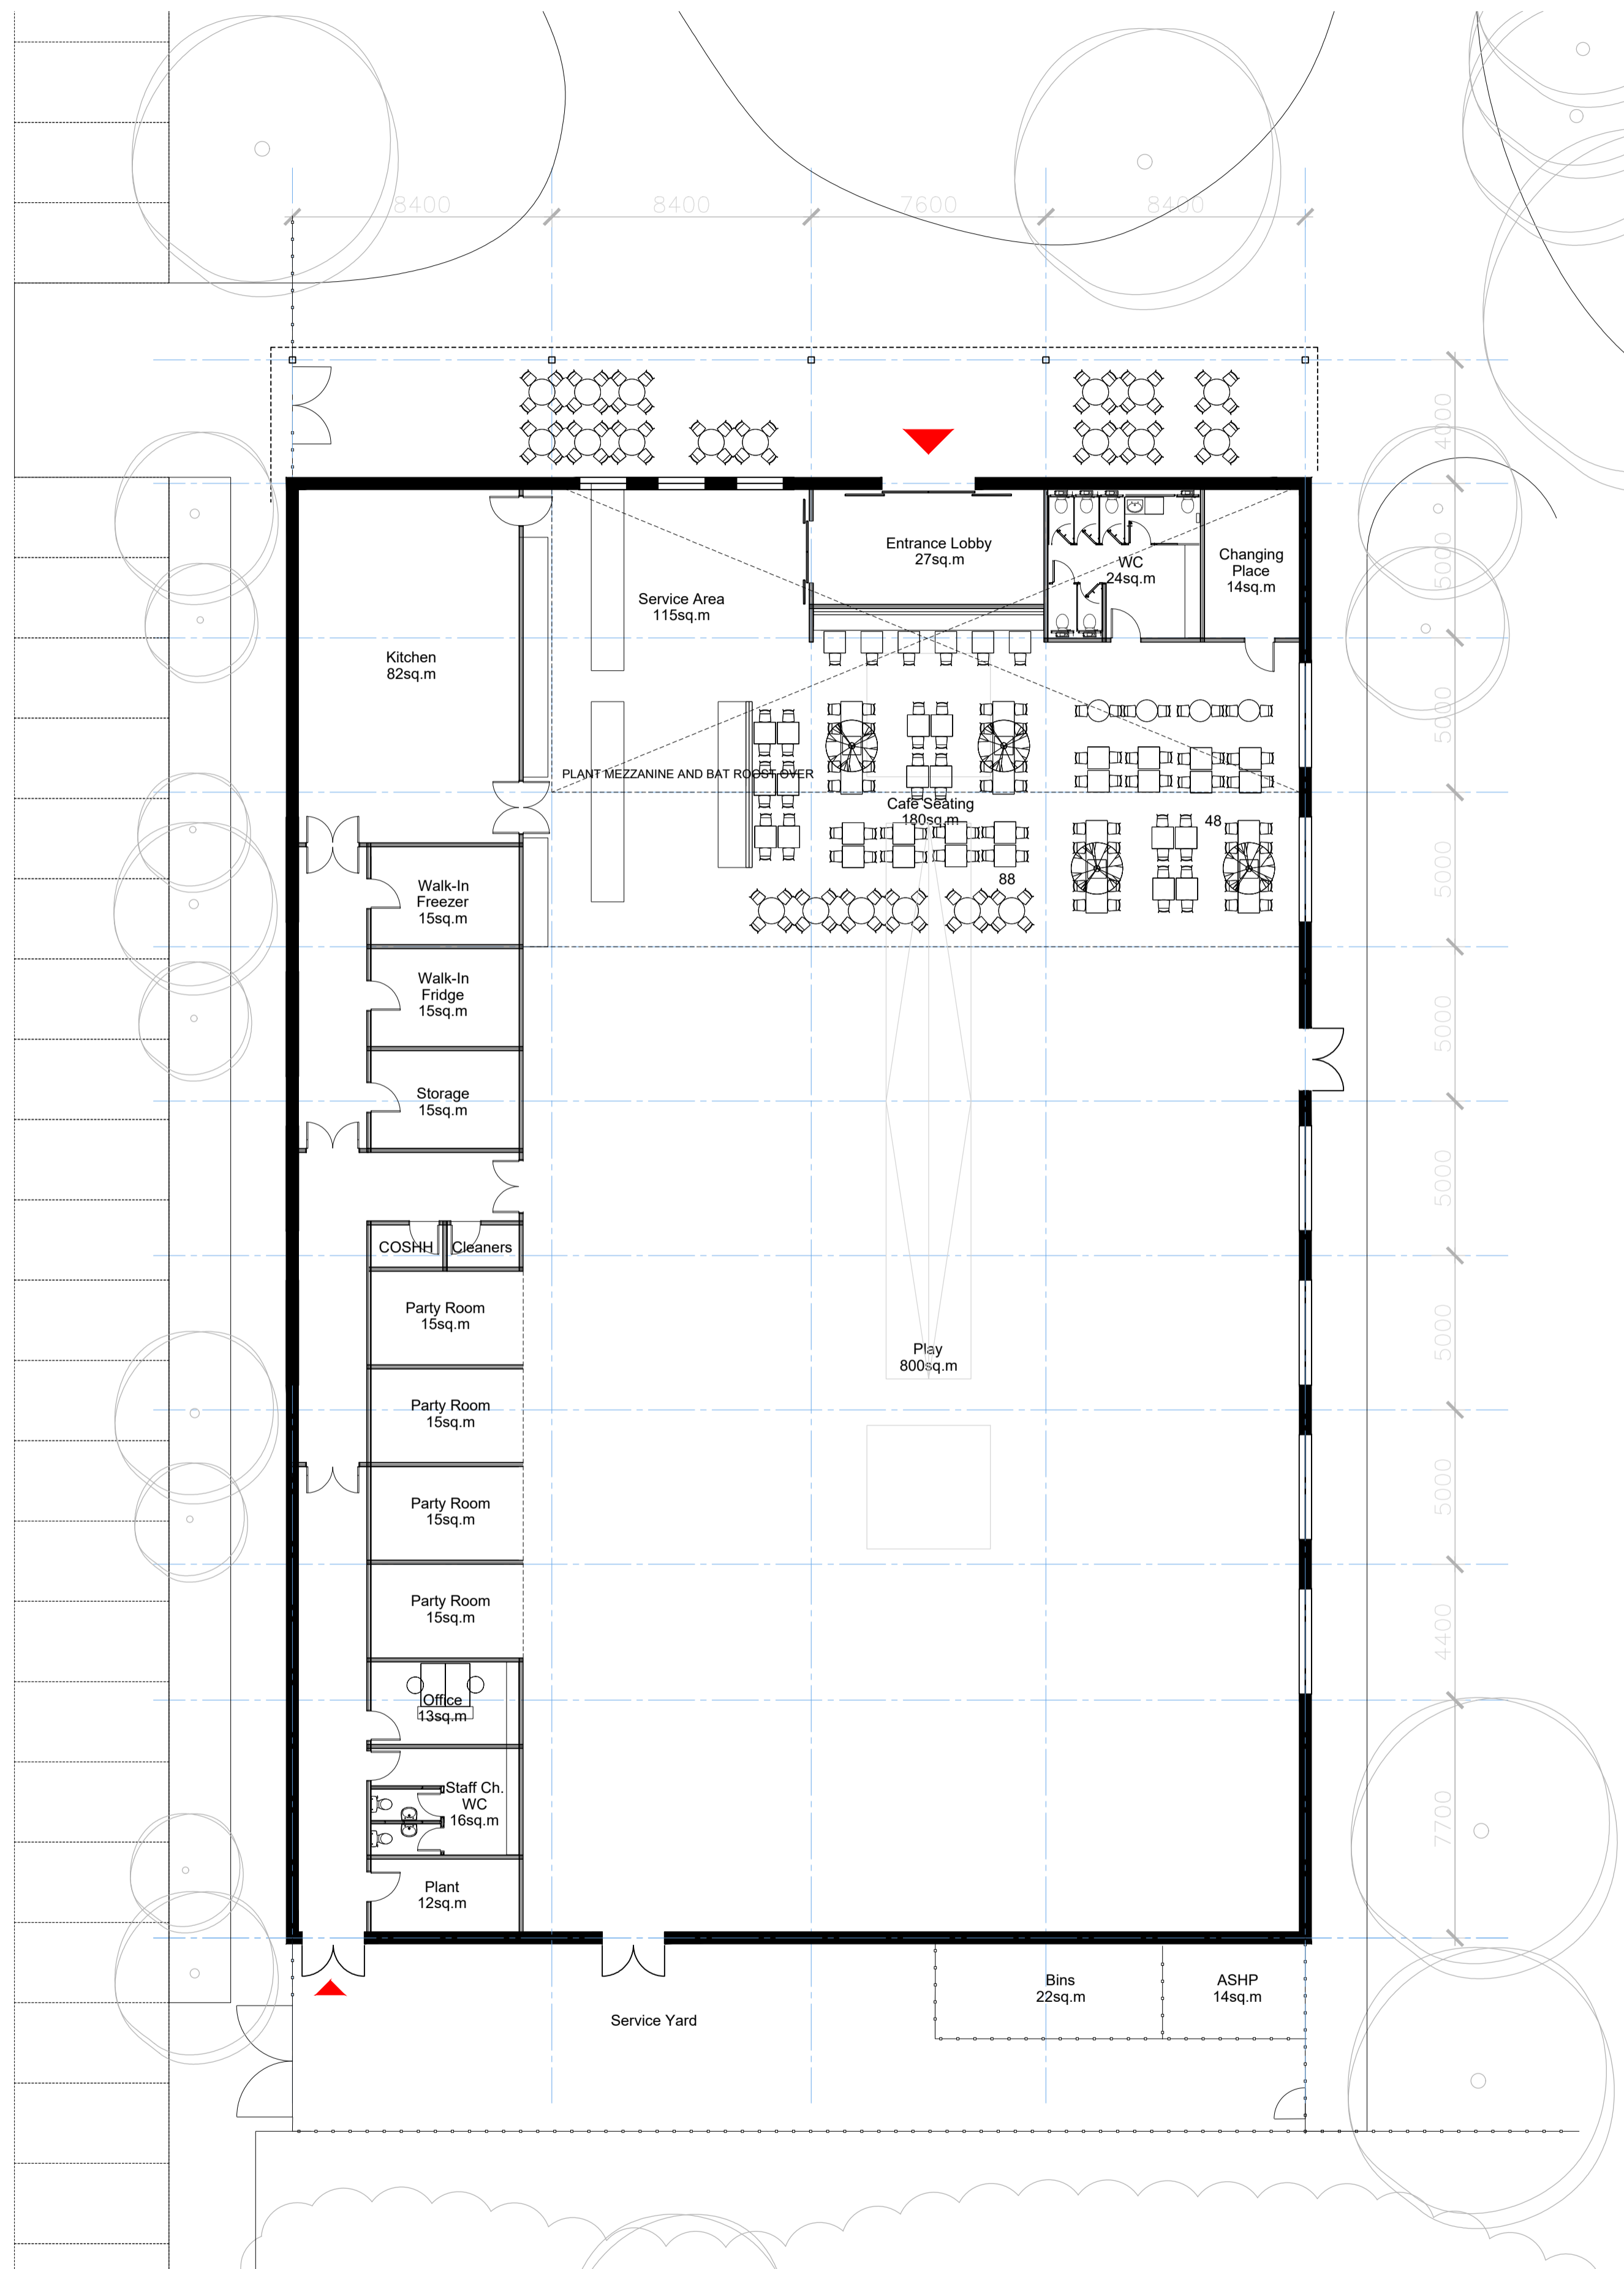 8400
8400
7600
8400
4000
5000
5000
5000
5000
5000
5000
5000
4400
7700
Entrance Lobby
27sq.m
WC
24sq.m
Changing
Place
14sq.m
Service Area
115sq.m
Kitchen
82sq.m
PLANT MEZZANINE AND BAT ROOST OVER
Cafe Seating
180sq.m
48
88
Walk-In
Freezer
15sq.m
Walk-In
Fridge
15sq.m
Storage
15sq.m
COSHH
Cleaners
Party Room
15sq.m
Play
800sq.m
Party Room
15sq.m
Party Room
15sq.m
Party Room
15sq.m
Office
13sq.m
Staff Ch.
WC
16sq.m
Plant
12sq.m
Bins
22sq.m
ASHP
14sq.m
Service Yard